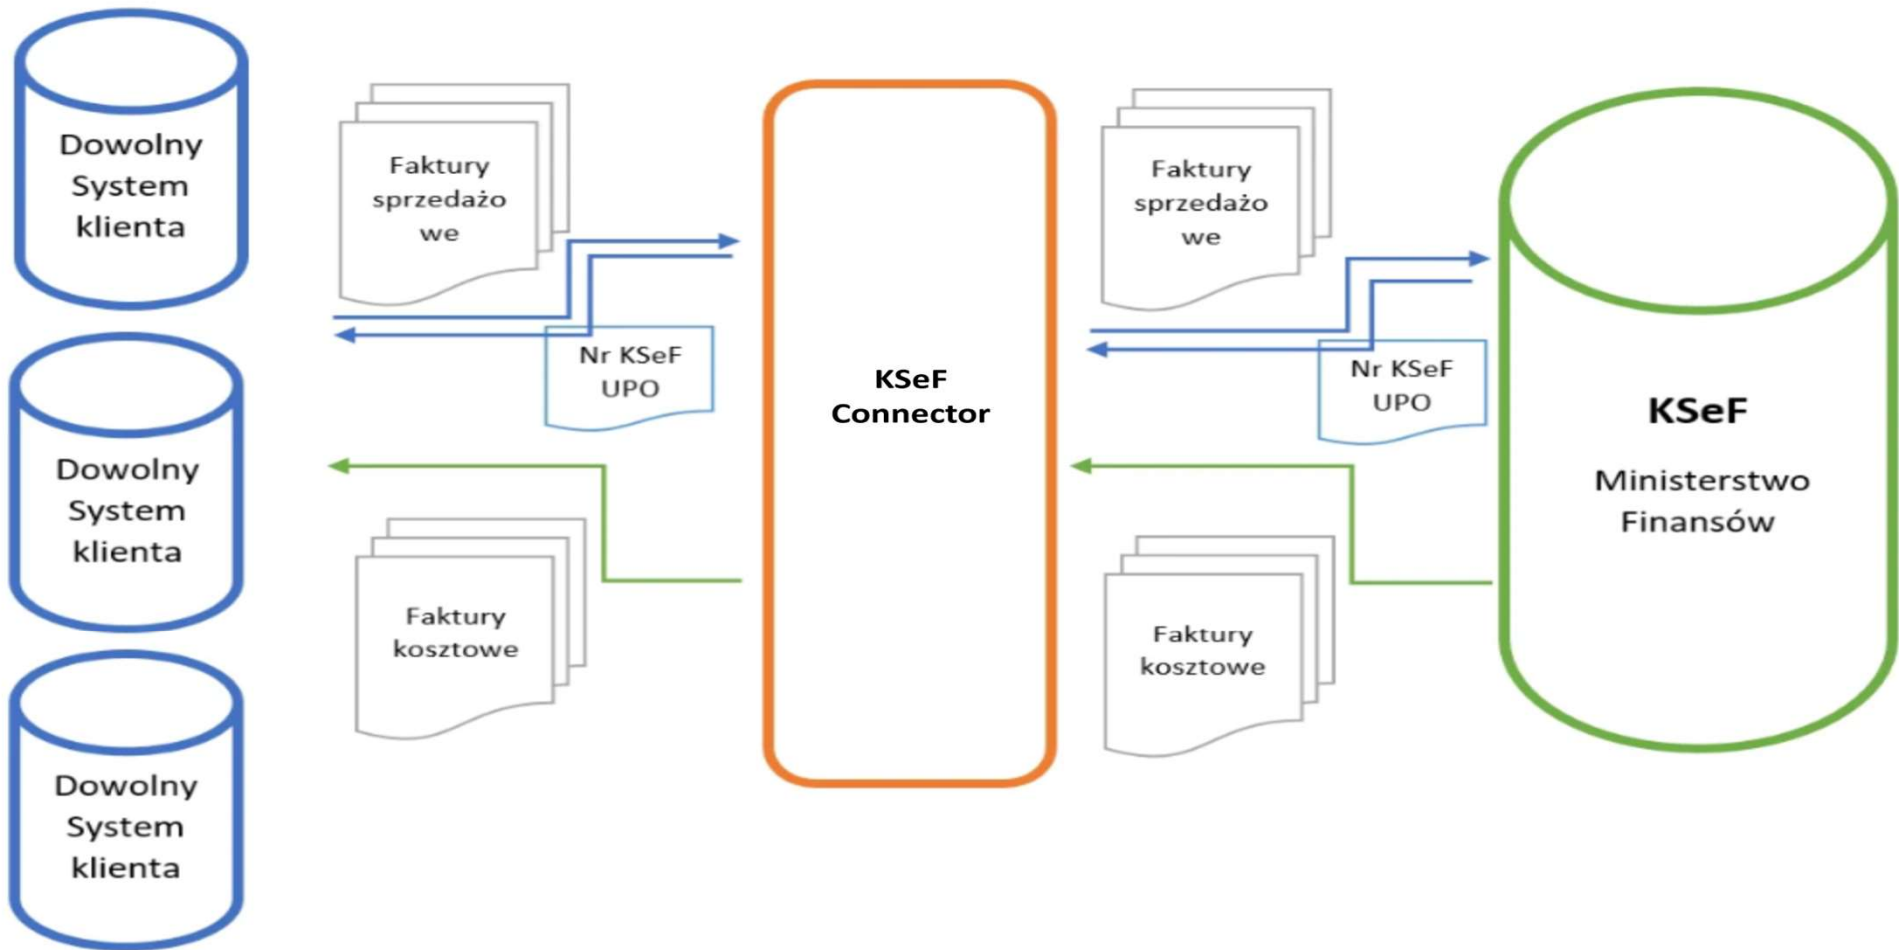 Dowolny
System
klienta
Dowolny
System
klienta
Dowolny
System
klienta
Faktury
sprzedażo
we
Nr KSeF
UPO
Faktury
kosztowe
KSeF
Connector
Faktury
sprzedażo
we
Nr KSeF
UPO
Faktury
kosztowe
KSeF
Ministerstwo
Finansów